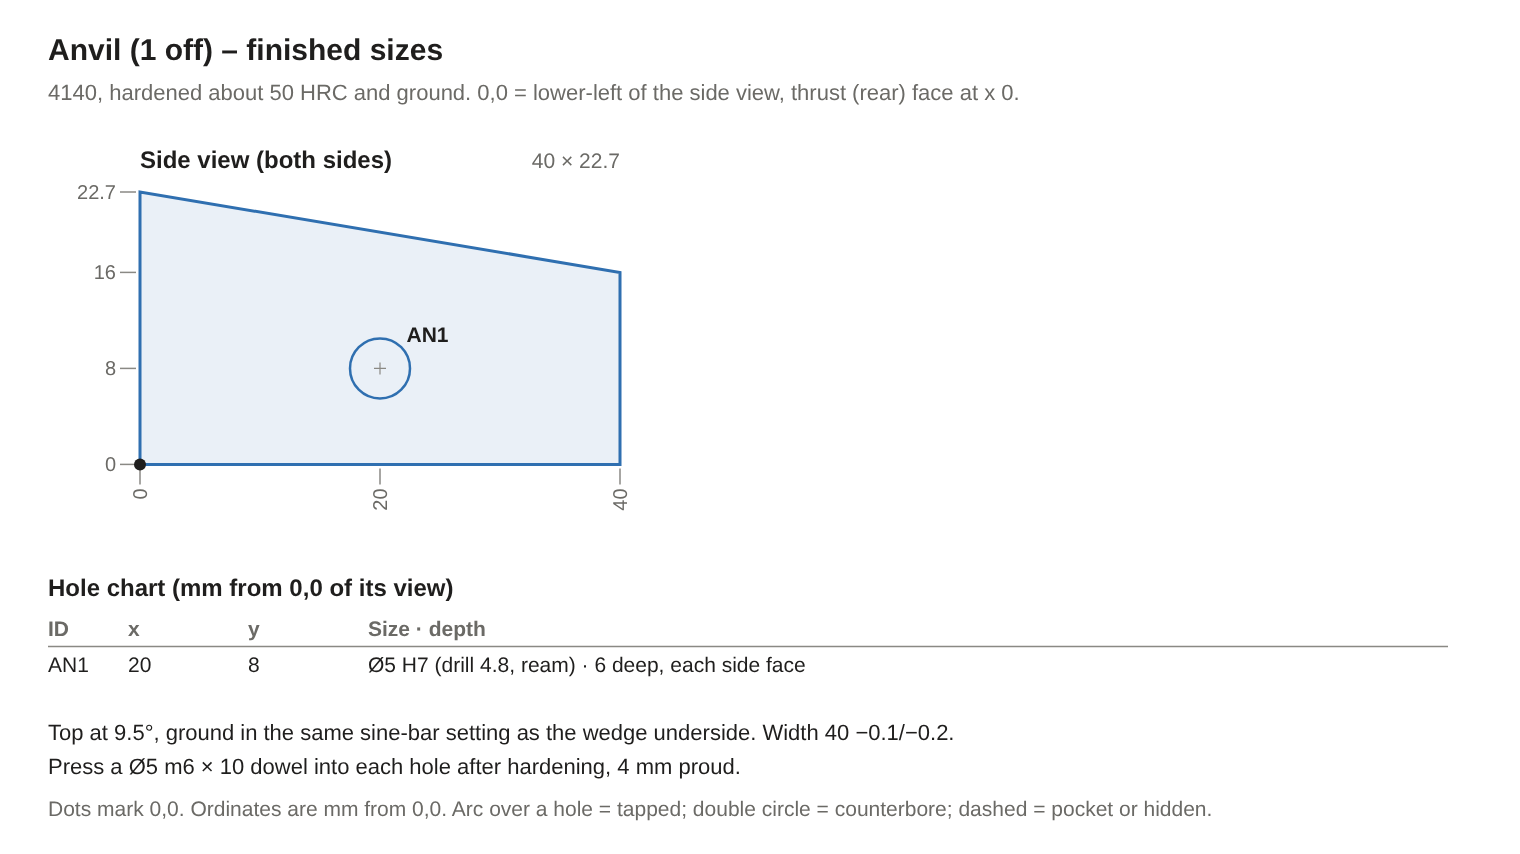 Anvil (1 off) – finished sizes
4140, hardened about 50 HRC and ground. 0,0 = lower-left of the side view, thrust (rear) face at x 0.
Side view (both sides) 40 × 22.7
22.7
16
AN1
8
0
0 20 40
Hole chart (mm from 0,0 of its view)
ID x y Size · depth
AN1 20 8 Ø5 H7 (drill 4.8, ream) · 6 deep, each side face
Top at 9.5°, ground in the same sine-bar setting as the wedge underside. Width 40 −0.1/−0.2.
Press a Ø5 m6 × 10 dowel into each hole after hardening, 4 mm proud.
Dots mark 0,0. Ordinates are mm from 0,0. Arc over a hole = tapped; double circle = counterbore; dashed = pocket or hidden.